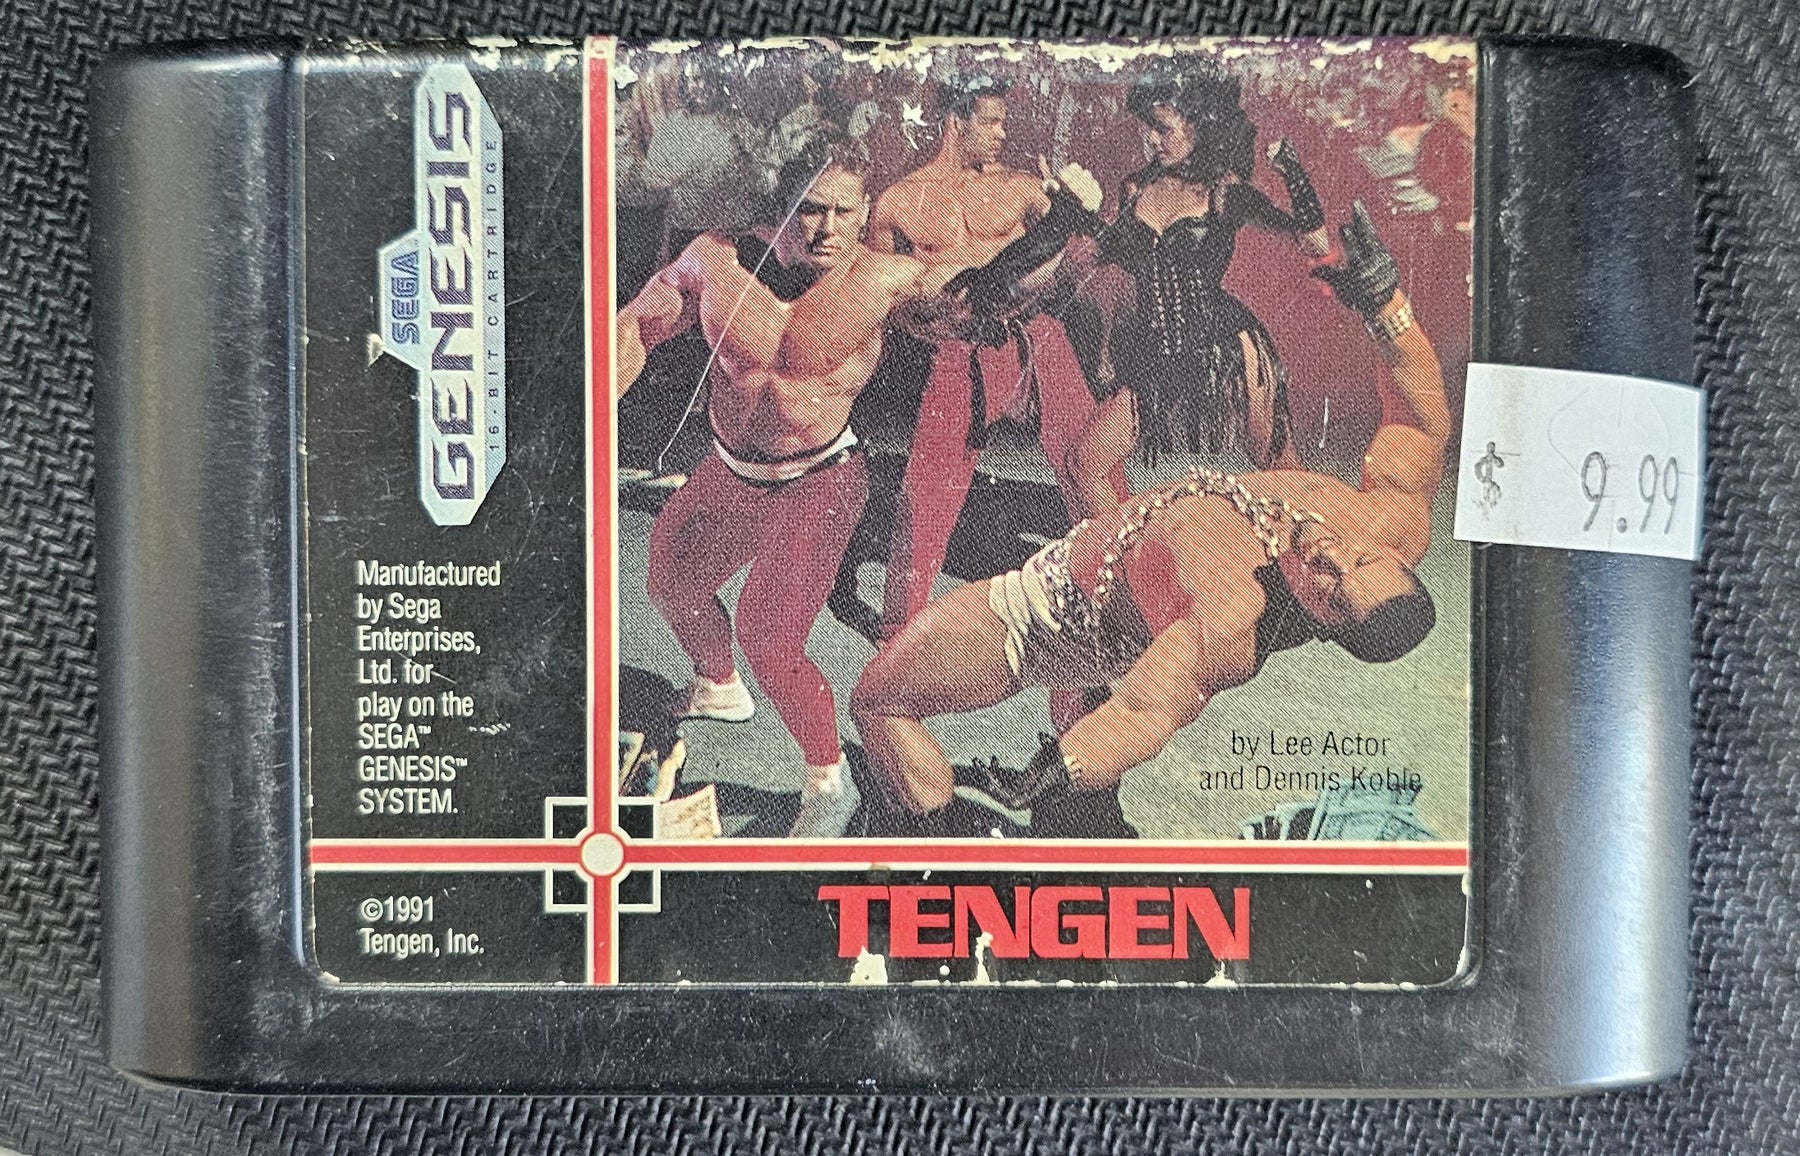 SEGA
GENESIS
16-BIT CARTRIDGE
Manufactured
by Sega
Enterprises,
Ltd. for
play on the
SEGA™
GENESIS™
SYSTEM.
©1991
Tengen, Inc.
$ 9.99
by Lee Actor
and Dennis Koble
TENGEN